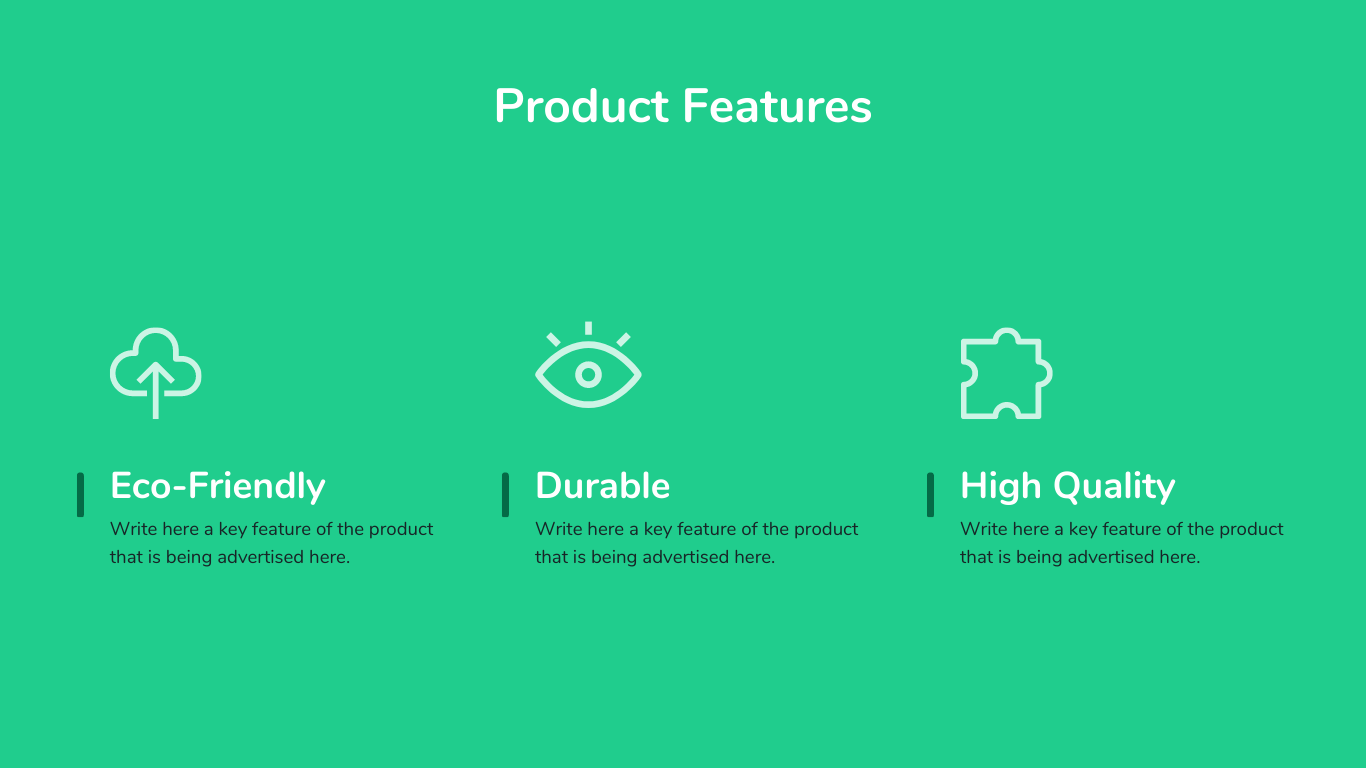 Product Features
Eco-Friendly
Write here a key feature of the product
that is being advertised here.
Durable
Write here a key feature of the product
that is being advertised here.
High Quality
Write here a key feature of the product
that is being advertised here.